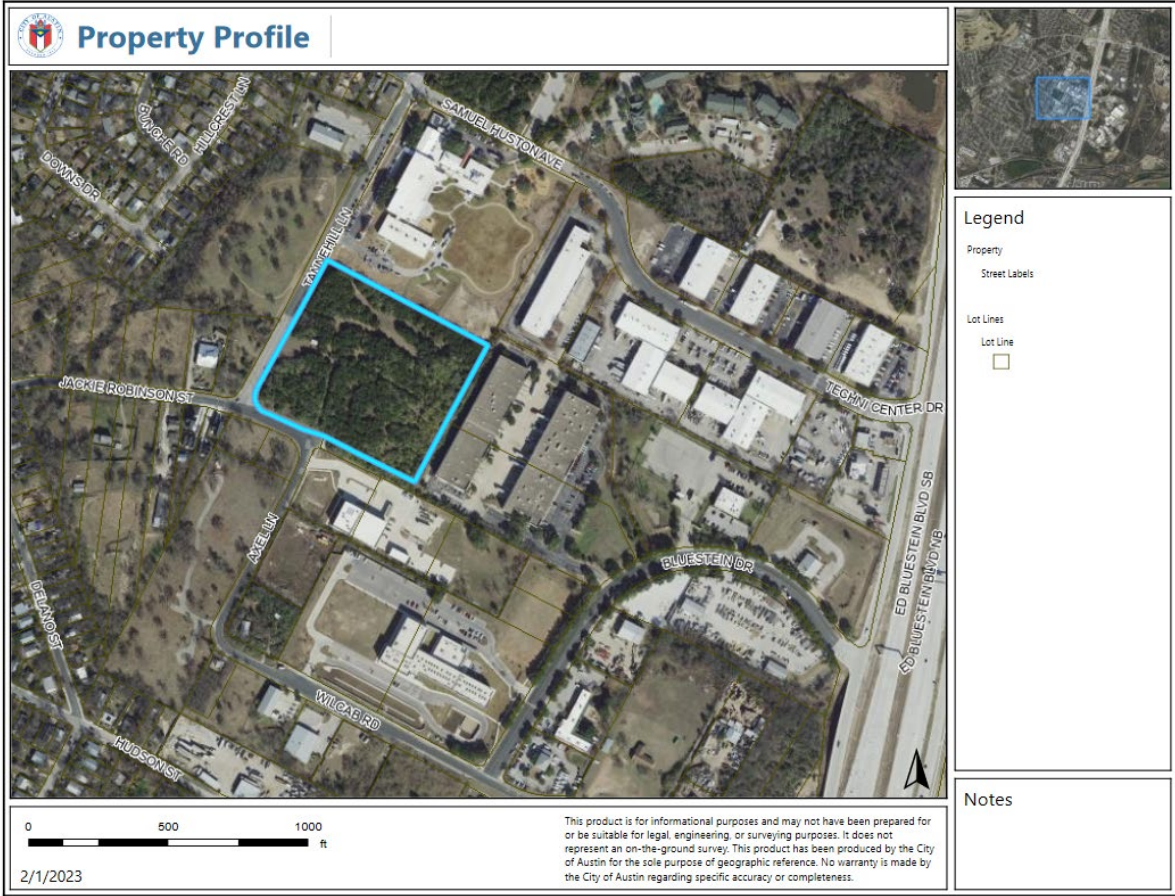 Property Profile
SAMUEL HUSTON AVE
HILLCREST LN
BUNCHE RD
DOWNS DR
TANNEHILL LN
JACKIE ROBINSON ST
TECHNI CENTER DR
ED BLUESTEIN BLVD SB
ED BLUESTEIN BLVD NB
AXEL LN
BLUESTEIN DR
DELANO ST
WILCAB RD
HUDSON ST
Legend
Property
Street Labels
Lot Lines
Lot Line
Notes
0 500 1000
ft
2/1/2023
This product is for informational purposes and may not have been prepared for
or be suitable for legal, engineering, or surveying purposes. It does not
represent an on-the-ground survey. This product has been produced by the City
of Austin for the sole purpose of geographic reference. No warranty is made by
the City of Austin regarding specific accuracy or completeness.